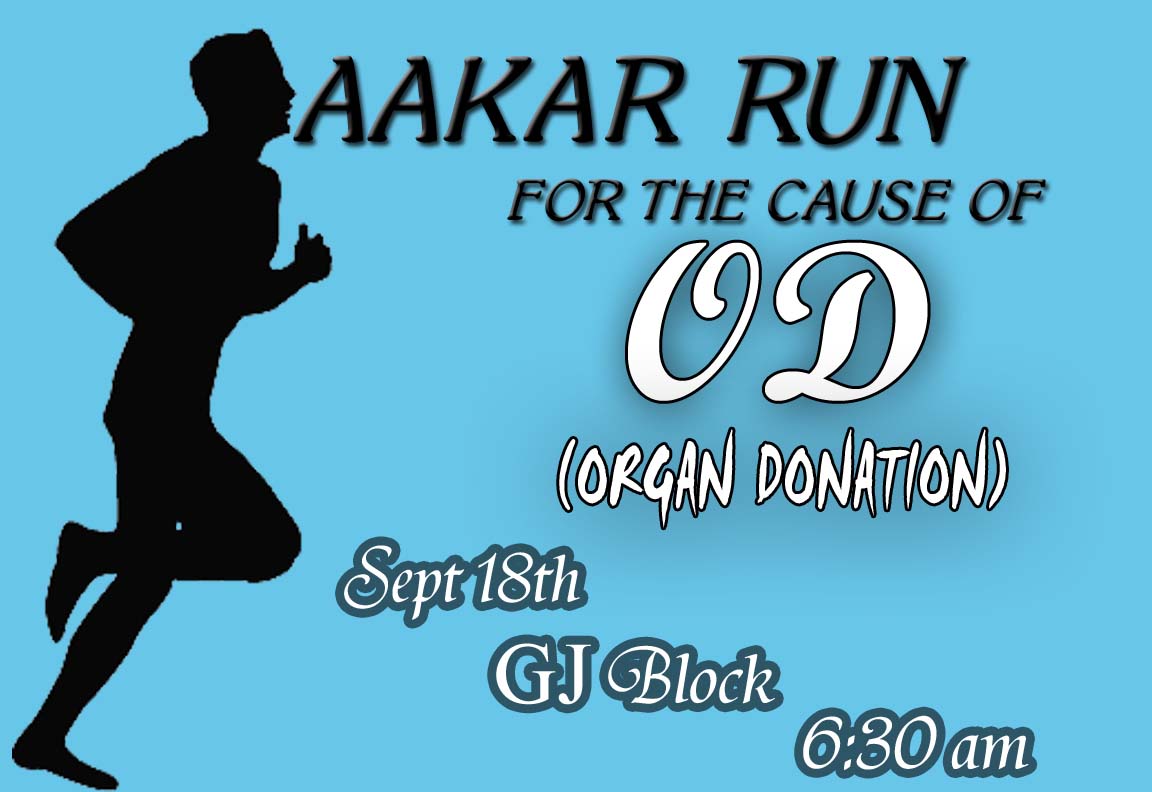 AAKAR RUN
FOR THE CAUSE OF
OD
(ORGAN DONATION)
Sept 18th
GJ Block
6:30 am